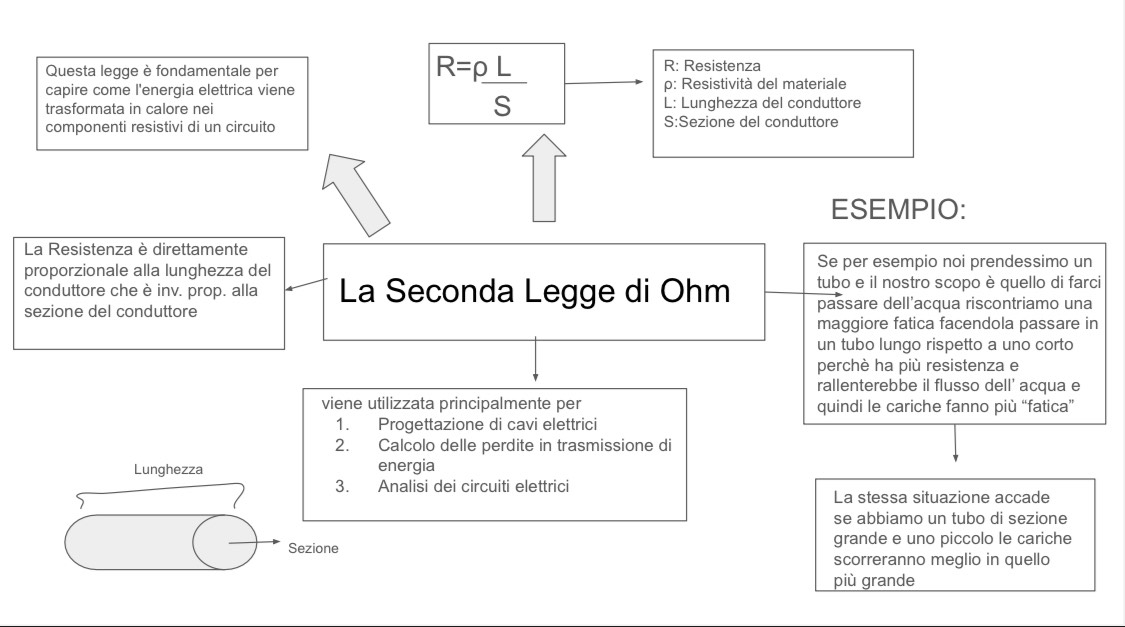 Questa legge è fondamentale per
capire come l'energia elettrica viene
trasformata in calore nei
componenti resistivi di un circuito
R=ρ L
S
R: Resistenza
ρ: Resistività del materiale
L: Lunghezza del conduttore
S:Sezione del conduttore
La Resistenza è direttamente
proporzionale alla lunghezza del
conduttore che è inv. prop. alla
sezione del conduttore
La Seconda Legge di Ohm
ESEMPIO:
Se per esempio noi prendessimo un
tubo e il nostro scopo è quello di farci
passare dell'acqua riscontriamo una
maggiore fatica facendola passare in
un tubo lungo rispetto a uno corto
perchè ha più resistenza e
rallenterebbe il flusso dell' acqua e
quindi le cariche fanno più “fatica”
viene utilizzata principalmente per
1. Progettazione di cavi elettrici
2. Calcolo delle perdite in trasmissione di
energia
3. Analisi dei circuiti elettrici
Lunghezza
Sezione
La stessa situazione accade
se abbiamo un tubo di sezione
grande e uno piccolo le cariche
scorreranno meglio in quello
più grande